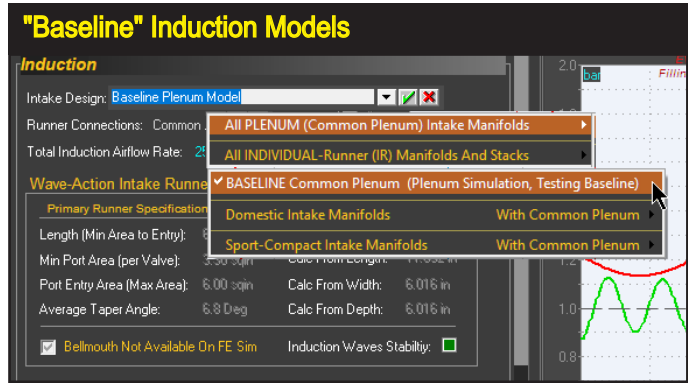 "Baseline" Induction Models
Induction
Intake Design: Baseline Plenum Model
Runner Connections: Common
All PLENUM (Common Plenum) Intake Manifolds
Total Induction Airflow Rate:
All INDIVIDUAL-Runner (IR) Manifolds And Stacks
Wave-Action Intake Runne
BASELINE Common Plenum (Plenum Simulation, Testing Baseline)
Primary Runner Specification
Domestic Intake Manifolds With Common Plenum
Length (Min Area to Entry):
Sport-Compact Intake Manifolds With Common Plenum
Min Port Area (per Valve): 3.50 sqin Calc From Length:
Port Entry Area (Max Area): 6.00 sqin Calc From Width: 6.016 in
Average Taper Angle: 6.8 Deg Calc From Depth: 6.016 in
Bellmouth Not Available On FE Sim Induction Waves Stabiltiy:
2.0
bar
Fillin
1.2
1.0
0.8